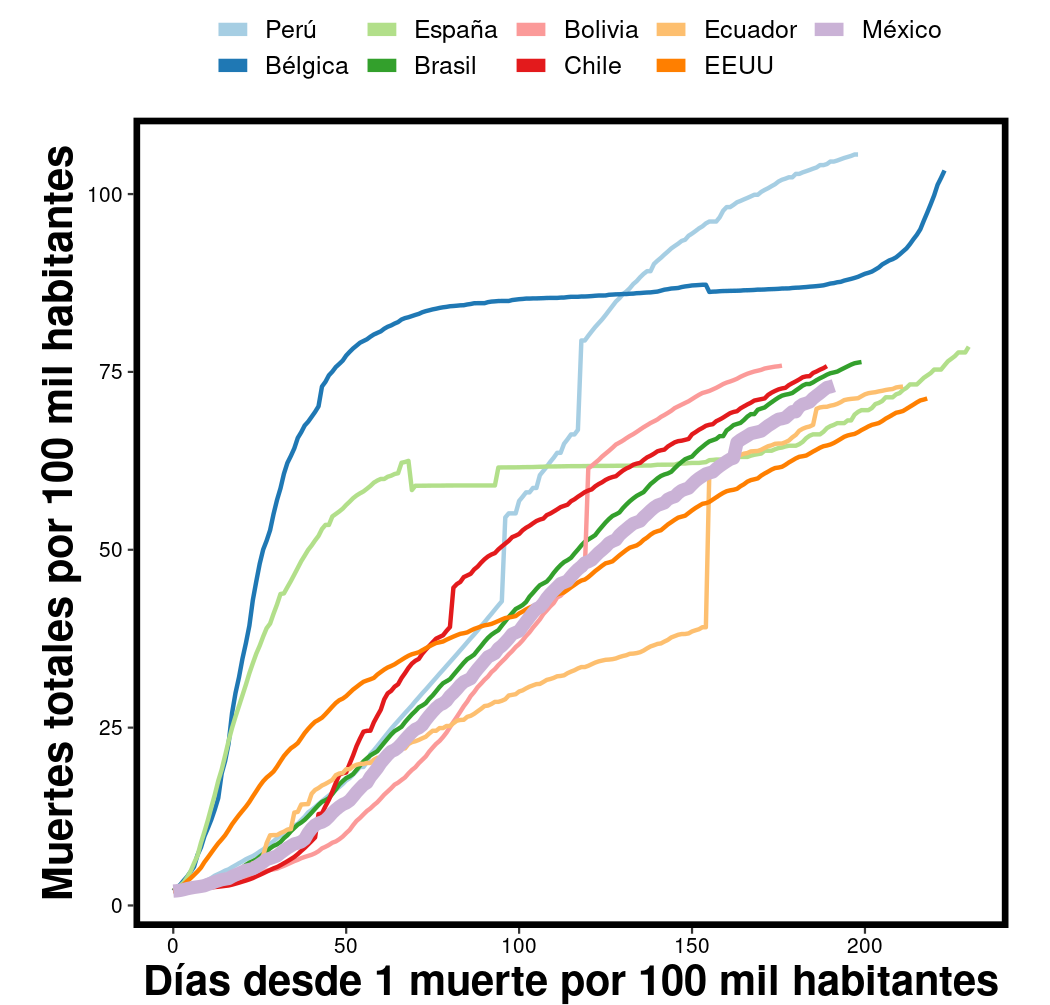 Perú España Bolivia Ecuador México
Bélgica Brasil Chile EEUU
Muertes totales por 100 mil habitantes
100
75
50
25
0
0 50 100 150 200
Días desde 1 muerte por 100 mil habitantes